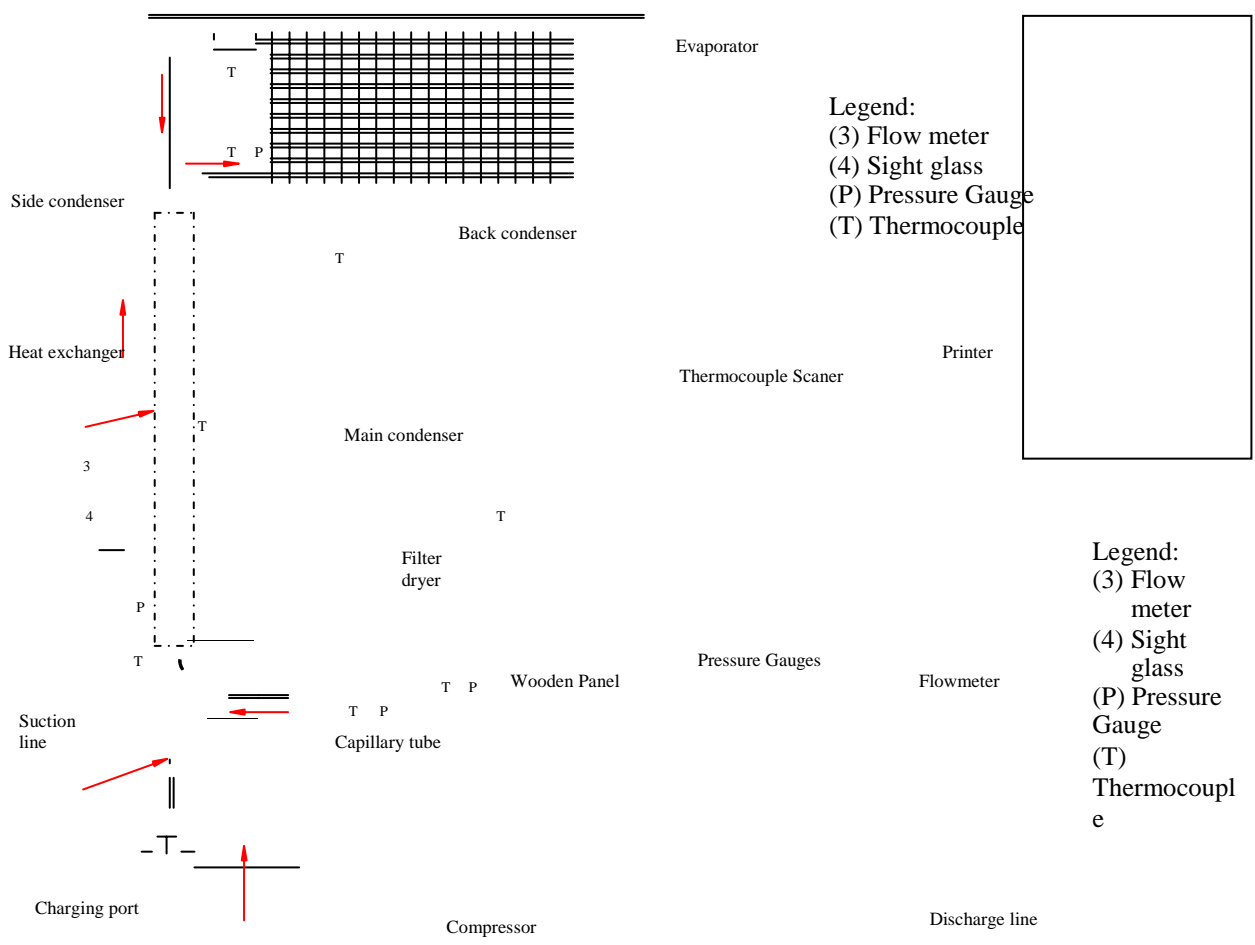 Evaporator
T
Legend:
(3) Flow meter
(4) Sight glass
(P) Pressure Gauge
(T) Thermocouple
T P
Side condenser
Back condenser
T
Heat exchanger
Printer
Thermocouple Scaner
T
Main condenser
3
4
T
Filter
dryer
Legend:
(3) Flow
meter
(4) Sight
glass
(P) Pressure
Gauge
(T)
Thermocoupl
e
P
T
Pressure Gauges
T P
Wooden Panel
Flowmeter
T P
Suction
line
Capillary tube
Charging port
Compressor
Discharge line